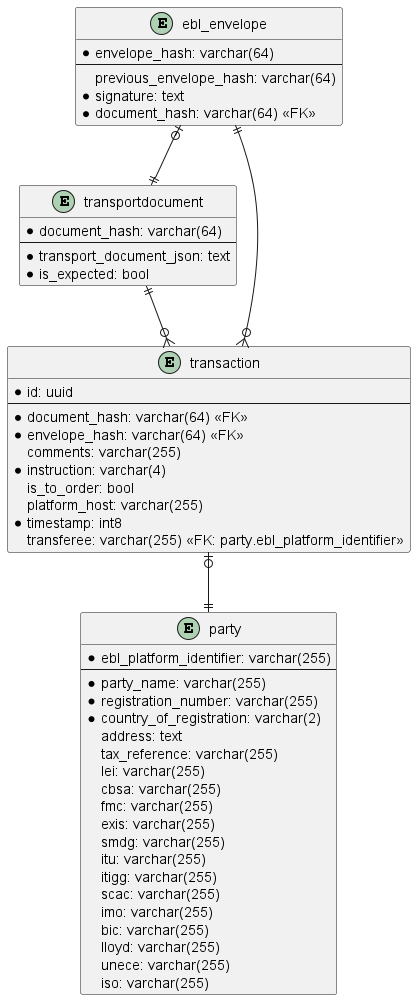 E ebl_envelope
envelope_hash: varchar(64)
previous_envelope_hash: varchar(64)
signature: text
document_hash: varchar(64) «FK»
E transportdocument
document_hash: varchar(64)
transport_document_json: text
is_expected: bool
E transaction
id: uuid
document_hash: varchar(64) «FK»
envelope_hash: varchar(64) «FK»
comments: varchar(255)
instruction: varchar(4)
is_to_order: bool
platform_host: varchar(255)
timestamp: int8
transferee: varchar(255) «FK: party.ebl_platform_identifier»
E party
ebl_platform_identifier: varchar(255)
party_name: varchar(255)
registration_number: varchar(255)
country_of_registration: varchar(2)
address: text
tax_reference: varchar(255)
lei: varchar(255)
cbsa: varchar(255)
fmc: varchar(255)
exis: varchar(255)
smdg: varchar(255)
itu: varchar(255)
itigg: varchar(255)
scac: varchar(255)
imo: varchar(255)
bic: varchar(255)
lloyd: varchar(255)
unece: varchar(255)
iso: varchar(255)